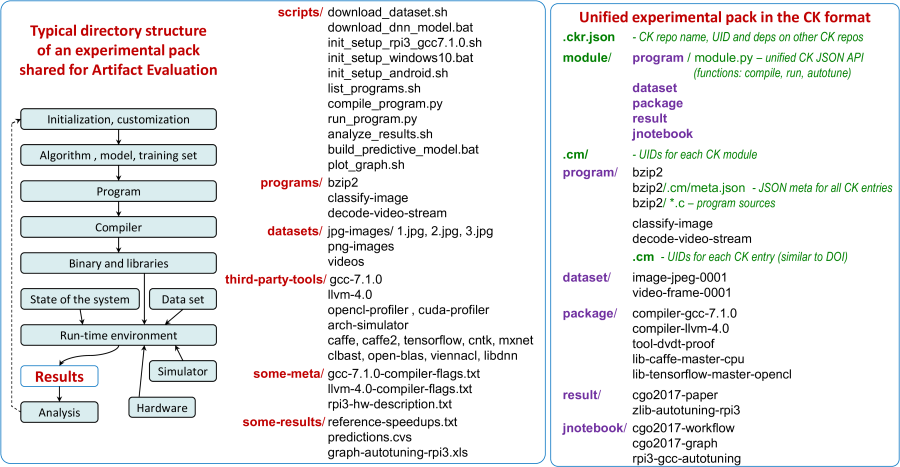 Typical directory structure
of an experimental pack
shared for Artifact Evaluation
Initialization, customization
Algorithm , model, training set
Program
Compiler
Binary and libraries
State of the system
Data set
Run-time environment
Results
Simulator
Analysis
Hardware
scripts/ download_dataset.sh
download_dnn_model.bat
init_setup_rpi3_gcc7.1.0.sh
init_setup_windows10.bat
init_setup_android.sh
list_programs.sh
compile_program.py
run_program.py
analyze_results.sh
build_predictive_model.bat
plot_graph.sh
programs/ bzip2
classify-image
decode-video-stream
datasets/ jpg-images/ 1.jpg, 2.jpg, 3.jpg
png-images
videos
third-party-tools/ gcc-7.1.0
llvm-4.0
opencl-profiler , cuda-profiler
arch-simulator
caffe, caffe2, tensorflow, cntk, mxnet
clbast, open-blas, viennacl, libdnn
some-meta/ gcc-7.1.0-compiler-flags.txt
llvm-4.0-compiler-flags.txt
rpi3-hw-description.txt
some-results/ reference-speedups.txt
predictions.cvs
graph-autotuning-rpi3.xls
Unified experimental pack in the CK format
.ckr.json - CK repo name, UID and deps on other CK repos
module/ program / module.py – unified CK JSON API
(functions: compile, run, autotune)
dataset
package
result
jnotebook
.cm/ - UIDs for each CK module
program/ bzip2
bzip2/.cm/meta.json - JSON meta for all CK entries
bzip2/ *.c – program sources
classify-image
decode-video-stream
.cm - UIDs for each CK entry (similar to DOI)
dataset/ image-jpeg-0001
video-frame-0001
package/ compiler-gcc-7.1.0
compiler-llvm-4.0
tool-dvdt-proof
lib-caffe-master-cpu
lib-tensorflow-master-opencl
result/ cgo2017-paper
zlib-autotuning-rpi3
jnotebook/ cgo2017-workflow
cgo2017-graph
rpi3-gcc-autotuning